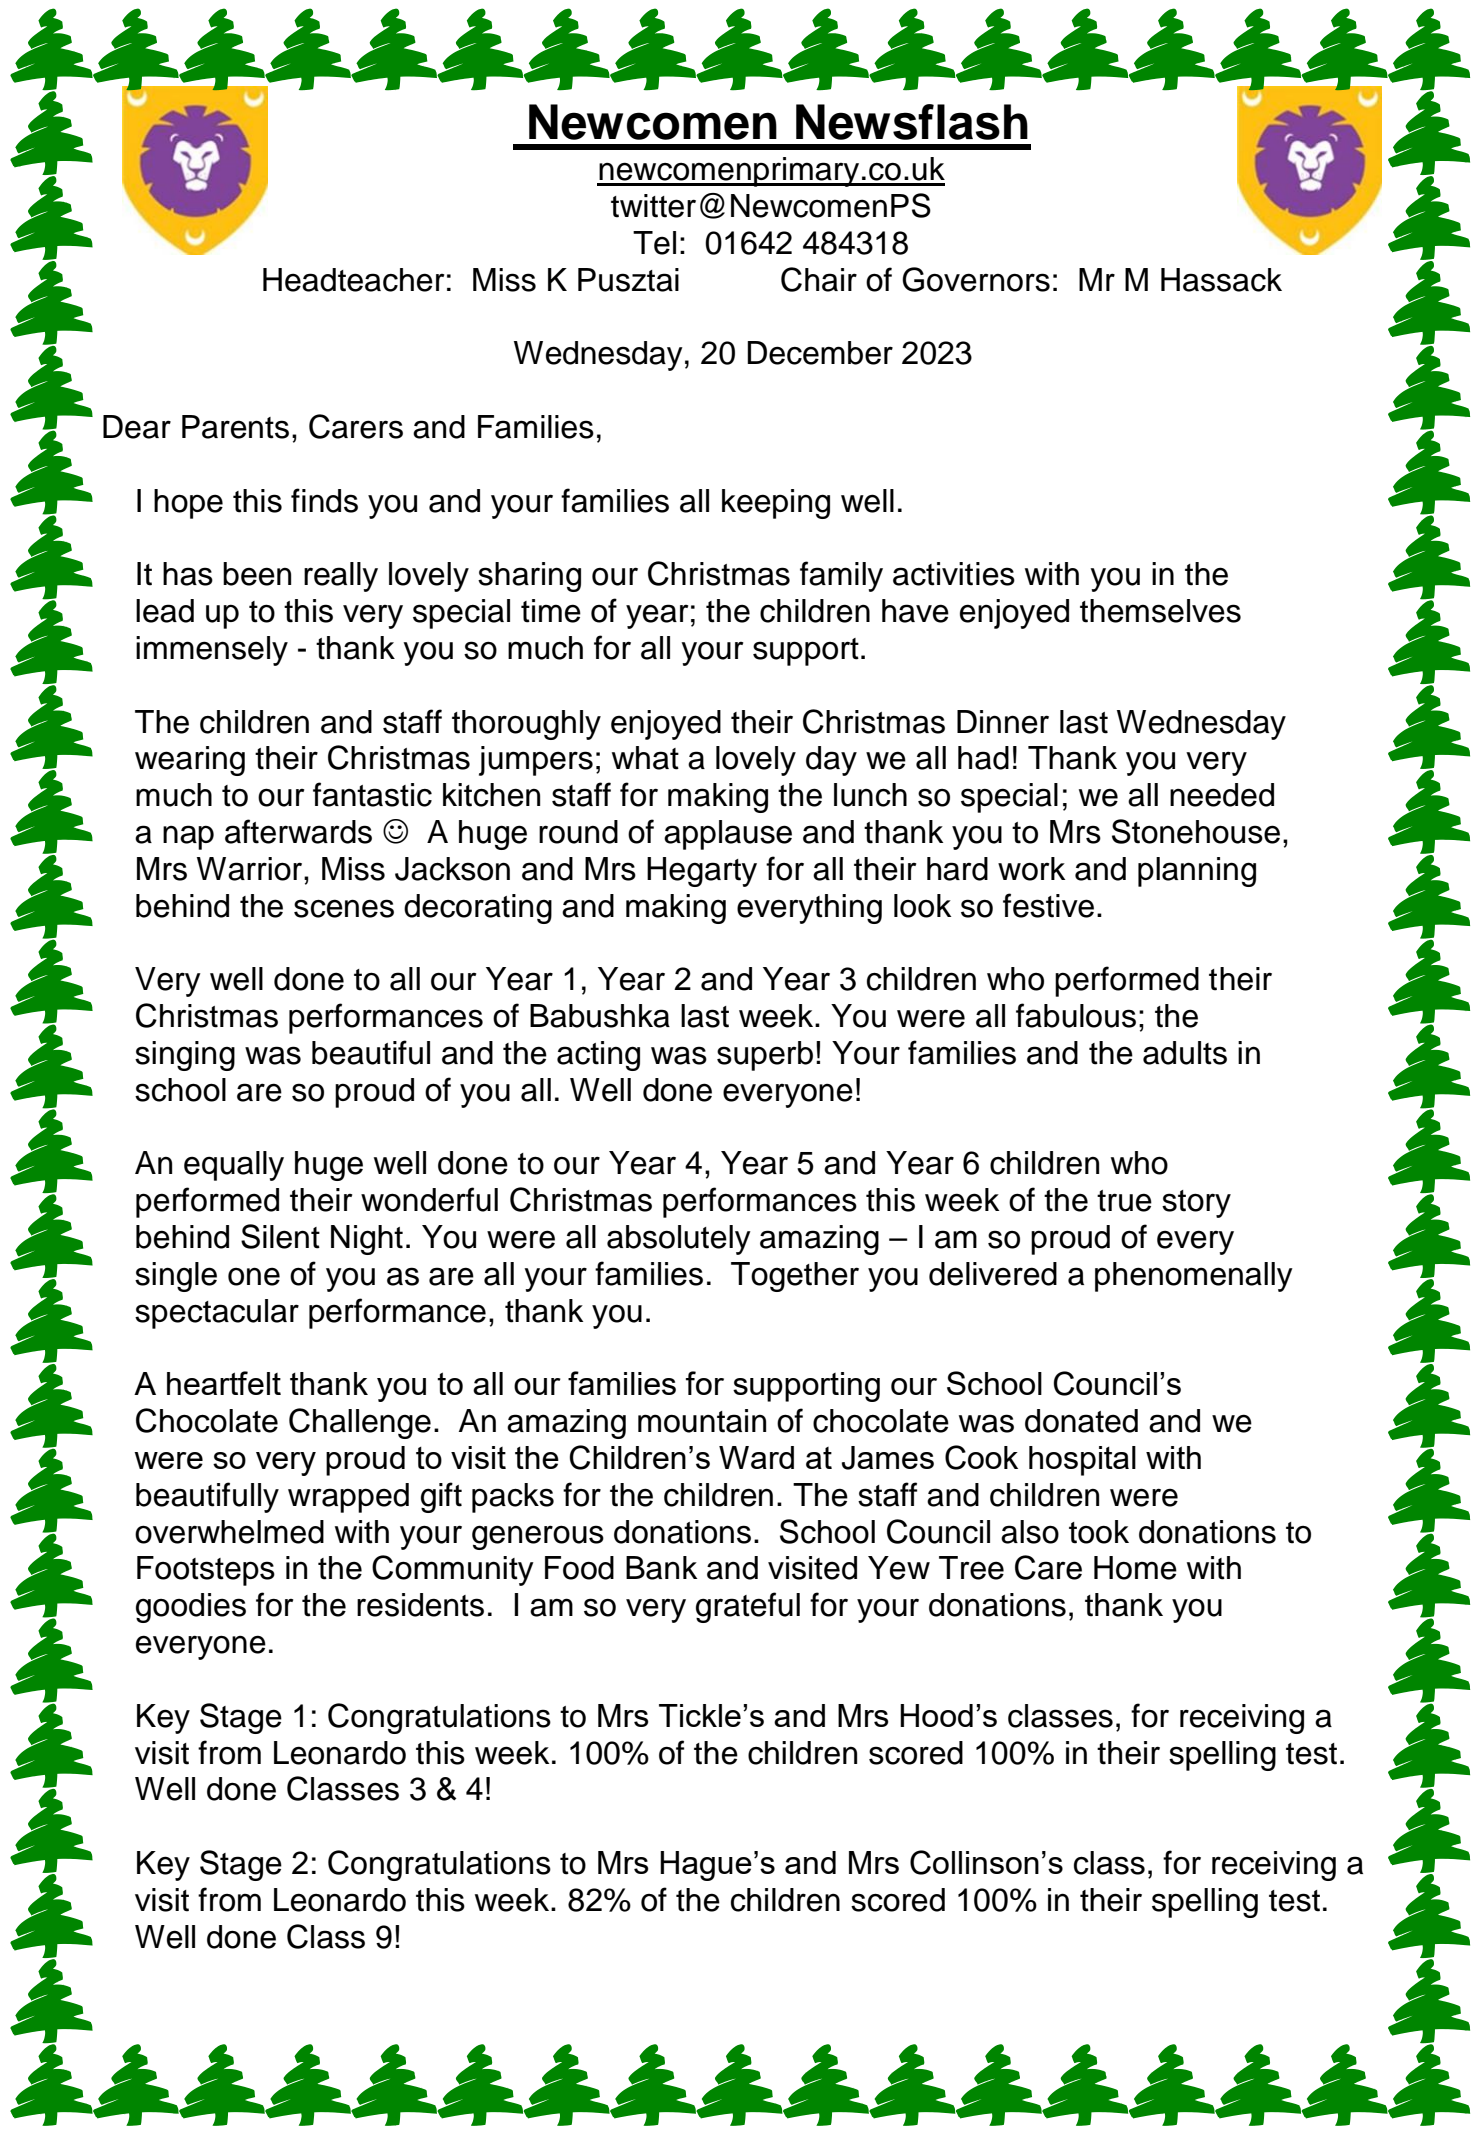 Newcomen Newsflash
newcomenprimary.co.uk
twitter@NewcomenPS
Tel:  01642 484318
Headteacher:  Miss K Pusztai          Chair of Governors:  Mr M Hassack
Wednesday, 20 December 2023
Dear Parents, Carers and Families,
I hope this finds you and your families all keeping well.
It has been really lovely sharing our Christmas family activities with you in the
lead up to this very special time of year; the children have enjoyed themselves
immensely - thank you so much for all your support.
The children and staff thoroughly enjoyed their Christmas Dinner last Wednesday
wearing their Christmas jumpers; what a lovely day we all had! Thank you very
much to our fantastic kitchen staff for making the lunch so special; we all needed
a nap afterwards ☺  A huge round of applause and thank you to Mrs Stonehouse,
Mrs Warrior, Miss Jackson and Mrs Hegarty for all their hard work and planning
behind the scenes decorating and making everything look so festive.
Very well done to all our Year 1, Year 2 and Year 3 children who performed their
Christmas performances of Babushka last week. You were all fabulous; the
singing was beautiful and the acting was superb! Your families and the adults in
school are so proud of you all. Well done everyone!
An equally huge well done to our Year 4, Year 5 and Year 6 children who
performed their wonderful Christmas performances this week of the true story
behind Silent Night. You were all absolutely amazing – I am so proud of every
single one of you as are all your families.  Together you delivered a phenomenally
spectacular performance, thank you.
A heartfelt thank you to all our families for supporting our School Council’s
Chocolate Challenge.  An amazing mountain of chocolate was donated and we
were so very proud to visit the Children’s Ward at James Cook hospital with
beautifully wrapped gift packs for the children. The staff and children were
overwhelmed with your generous donations.  School Council also took donations to
Footsteps in the Community Food Bank and visited Yew Tree Care Home with
goodies for the residents.  I am so very grateful for your donations, thank you
everyone.
Key Stage 1: Congratulations to Mrs Tickle’s and Mrs Hood’s classes, for receiving a
visit from Leonardo this week. 100% of the children scored 100% in their spelling test.
Well done Classes 3 & 4!
Key Stage 2: Congratulations to Mrs Hague’s and Mrs Collinson’s class, for receiving a
visit from Leonardo this week. 82% of the children scored 100% in their spelling test.
Well done Class 9!